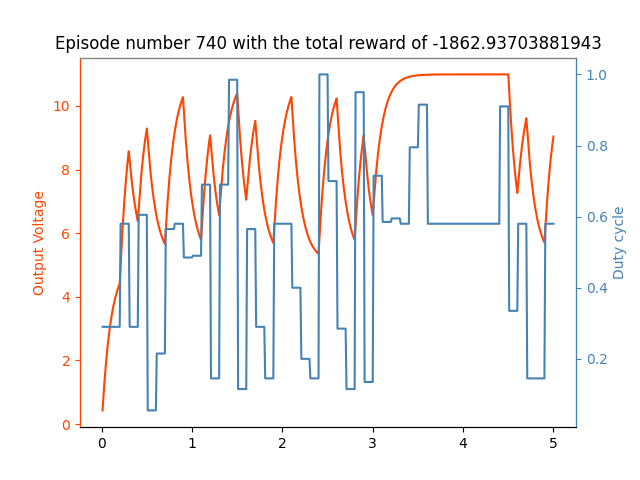 Episode number 740 with the total reward of -1862.93703881943
Output Voltage
10
8
6
4
2
0
1.0
0.8
0.6
0.4
0.2
Duty cycle
0 1 2 3 4 5